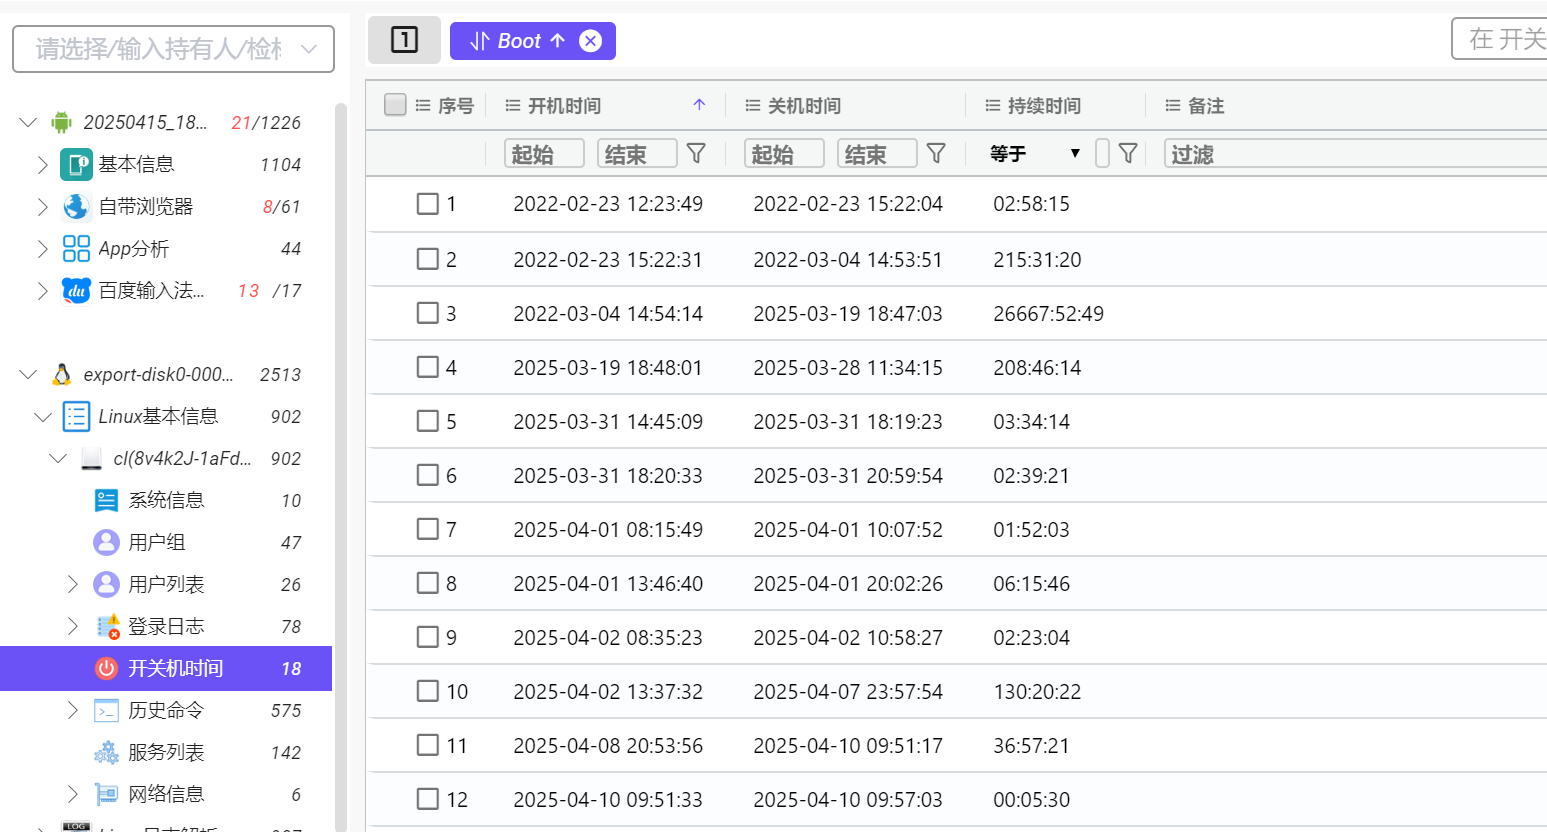 请选择/输入持有人/检材
1
Boot
在 开关
20250415_18... 21/1226
基本信息 1104
自带浏览器 8/61
App分析 44
百度输入法... 13 /17
export-disk0-000... 2513
Linux基本信息 902
cl(8v4k2J-1aFd... 902
系统信息 10
用户组 47
用户列表 26
登录日志 78
开关机时间 18
历史命令 575
服务列表 142
网络信息 6
LOG
序号 开机时间 关机时间 持续时间 备注
起始 结束 起始 结束 等于 过滤
1 2022-02-23 12:23:49 2022-02-23 15:22:04 02:58:15
2 2022-02-23 15:22:31 2022-03-04 14:53:51 215:31:20
3 2022-03-04 14:54:14 2025-03-19 18:47:03 26667:52:49
4 2025-03-19 18:48:01 2025-03-28 11:34:15 208:46:14
5 2025-03-31 14:45:09 2025-03-31 18:19:23 03:34:14
6 2025-03-31 18:20:33 2025-03-31 20:59:54 02:39:21
7 2025-04-01 08:15:49 2025-04-01 10:07:52 01:52:03
8 2025-04-01 13:46:40 2025-04-01 20:02:26 06:15:46
9 2025-04-02 08:35:23 2025-04-02 10:58:27 02:23:04
10 2025-04-02 13:37:32 2025-04-07 23:57:54 130:20:22
11 2025-04-08 20:53:56 2025-04-10 09:51:17 36:57:21
12 2025-04-10 09:51:33 2025-04-10 09:57:03 00:05:30